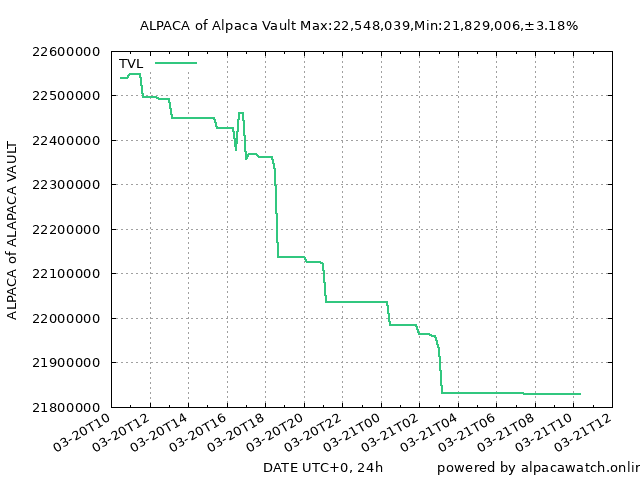 ALPACA of Alpaca Vault Max:22,548,039,Min:21,829,006,±3.18%
TVL
22600000
22500000
22400000
22300000
22200000
22100000
22000000
21900000
21800000
ALPACA of ALAPACA VAULT
03-20T10
03-20T12
03-20T14
03-20T16
03-20T18
03-20T20
03-20T22
03-21T00
03-21T02
03-21T04
03-21T06
03-21T08
03-21T10
03-21T12
DATE UTC+0, 24h
powered by alpacawatch.onlin